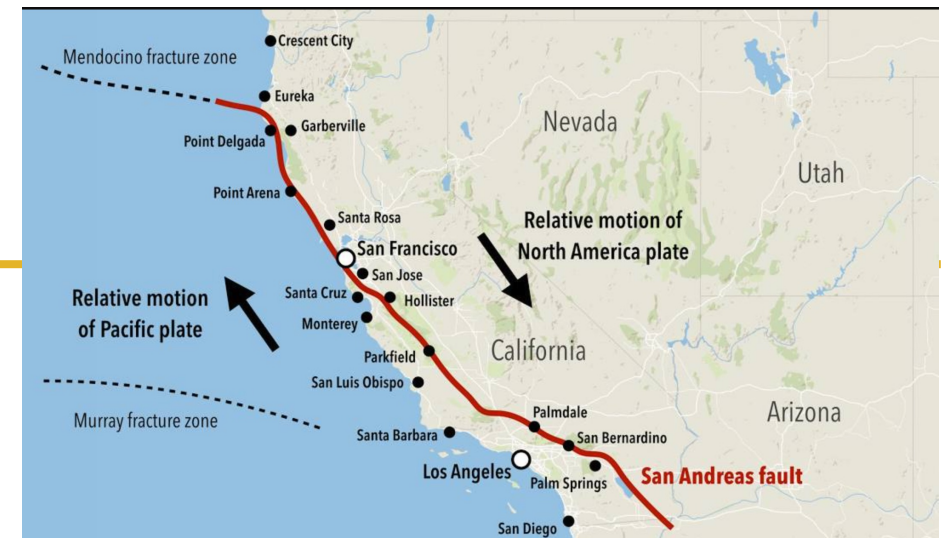 Crescent City
Mendocino fracture zone
Eureka
Garberville
Point Delgada
Nevada
Utah
Point Arena
Santa Rosa
Relative motion of
North America plate
San Francisco
San Jose
Santa Cruz
Hollister
Relative motion
of Pacific plate
Monterey
California
Parkfield
San Luis Obispo
Murray fracture zone
Palmdale
Arizona
Santa Barbara
San Bernardino
Los Angeles
Palm Springs
San Andreas fault
San Diego